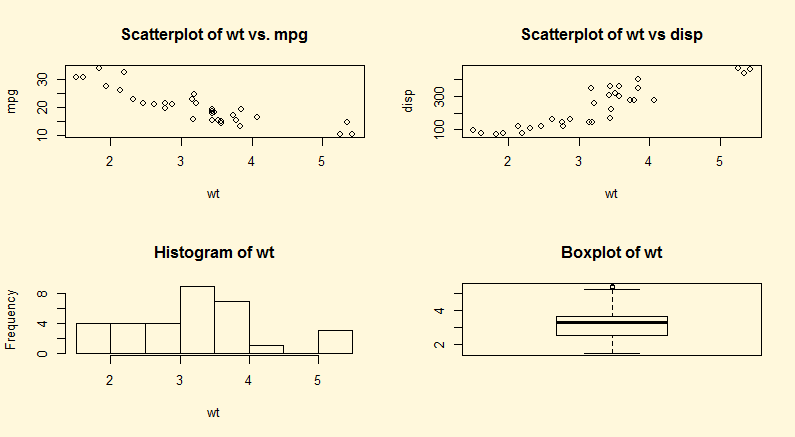 Scatterplot of wt vs. mpg
mpg
10 20 30
2 3 4 5
wt
Scatterplot of wt vs disp
disp
100 300
2 3 4 5
wt
Histogram of wt
Frequency
0 4 8
2 3 4 5
wt
Boxplot of wt
2 4